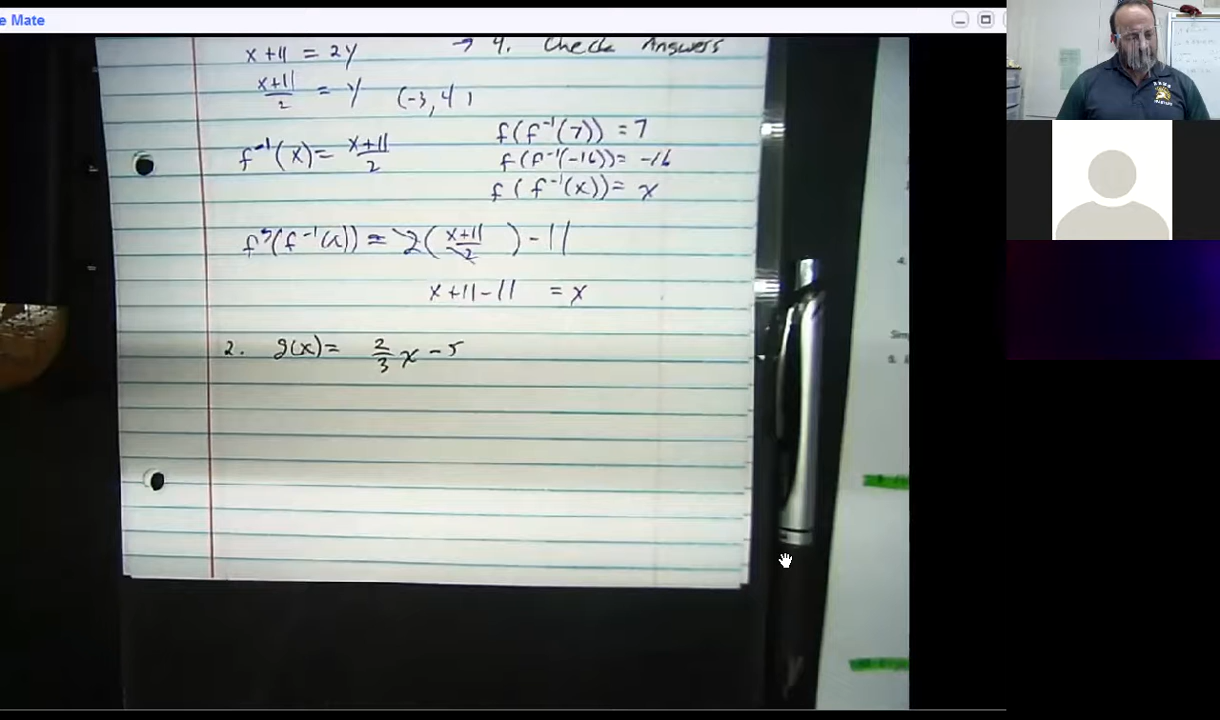 e Mate
x+11 = 2y → 4. Check Answers
x+11/2 = y (-3, 4)
f(f⁻¹(7)) = 7
f⁻¹(x) = x+11/2 f(f⁻¹(-16)) = -16
f(f⁻¹(x)) = x
(f⁻¹(x)) = 2(x+11/2) - 11
x+11-11 = x
2. g(x) = 2/3 x - 5
4.